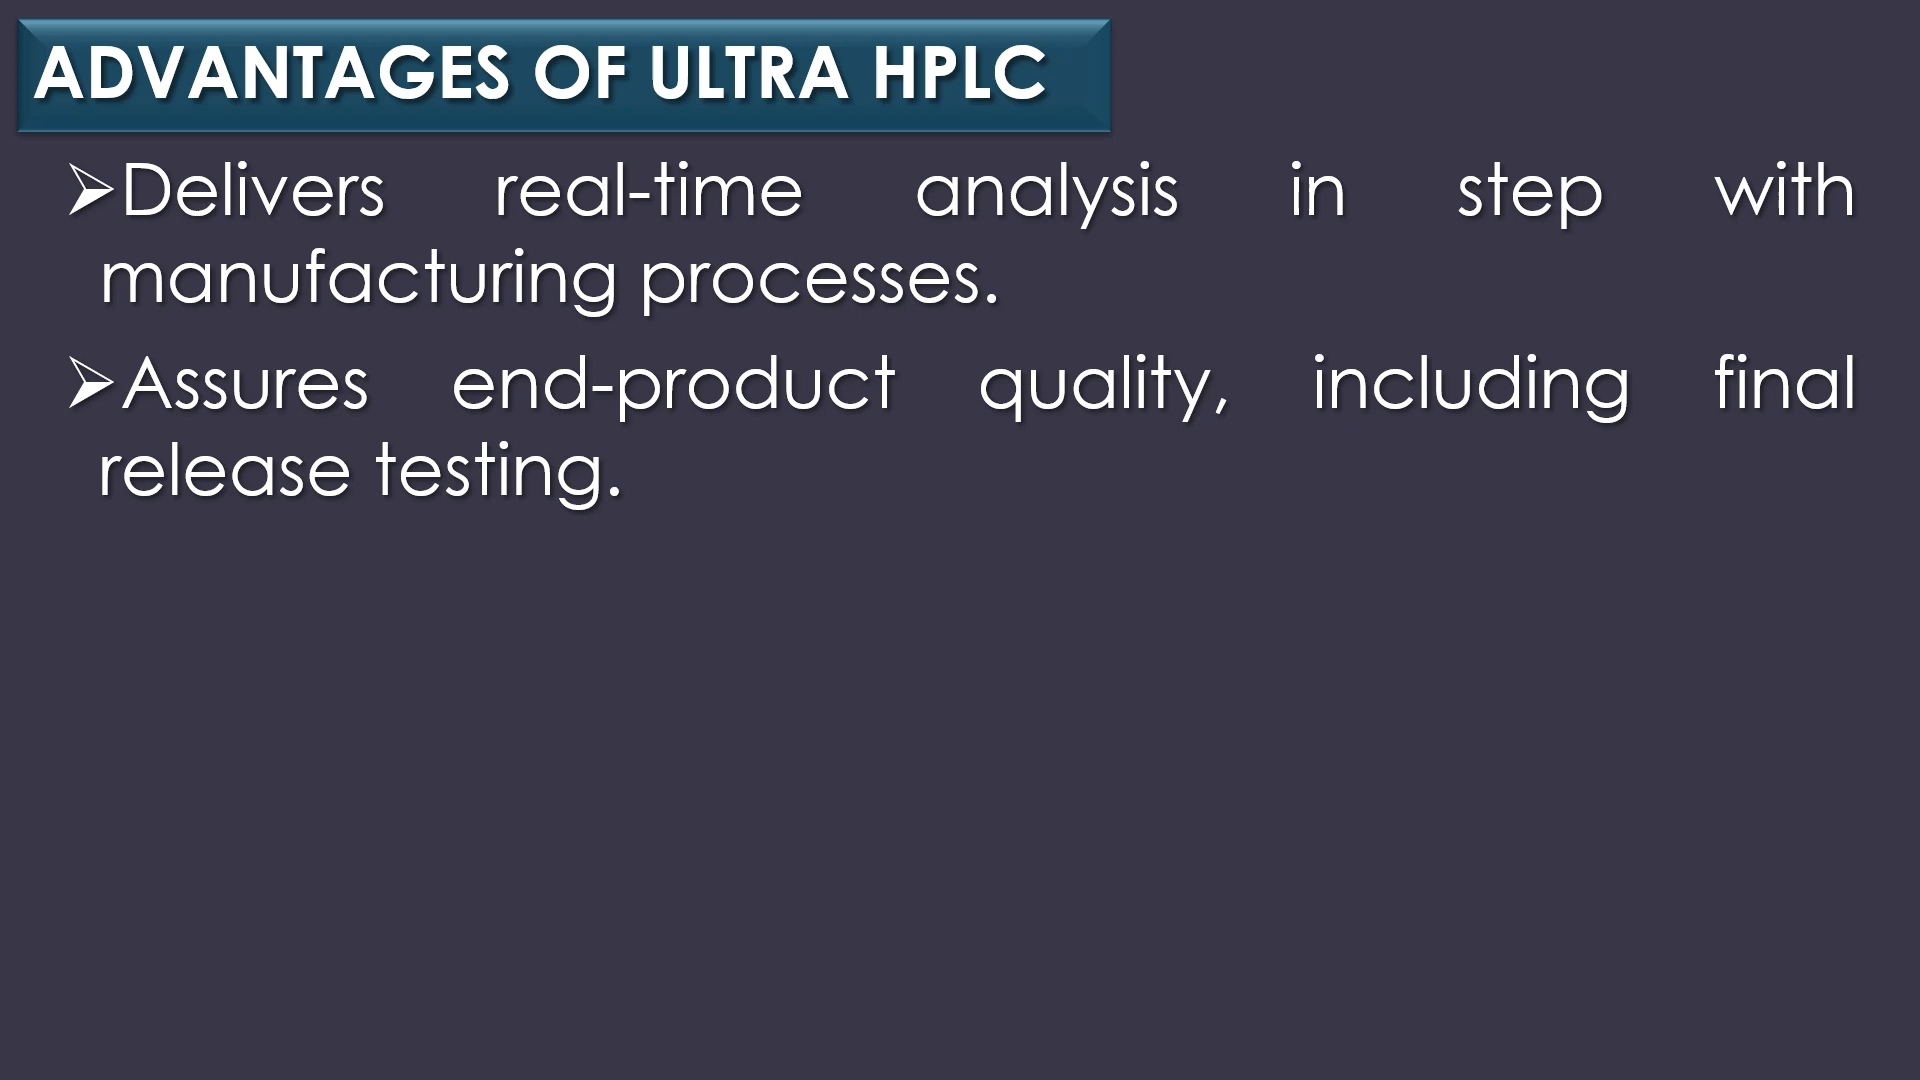 ADVANTAGES OF ULTRA HPLC
➢Delivers real-time analysis in step with
manufacturing processes.
➢Assures end-product quality, including final
release testing.